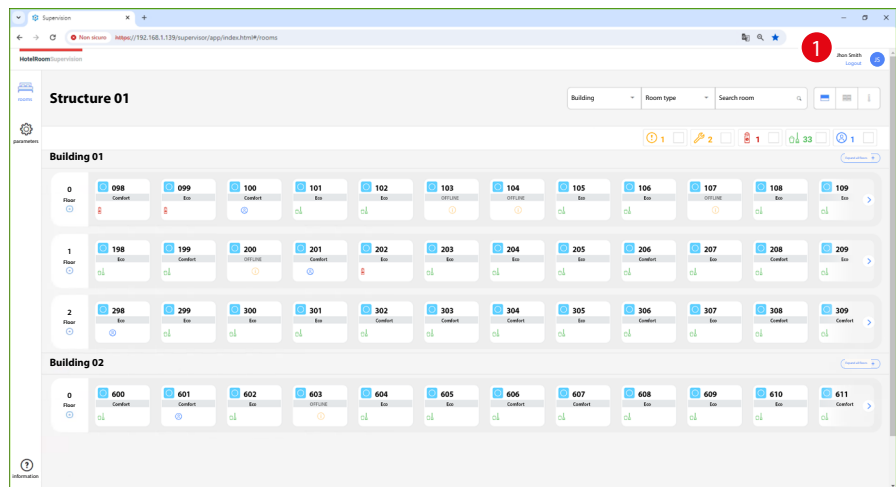 Supervision
Non sicuro https://192.168.1.139/supervisor/app/index.html#/rooms
1
HotelRoomSupervision
Jhon Smith
Logout
JS
rooms
Structure 01
Building
Room type
Search room
parameters
1 2 1 33 1
Building 01
0 Floor
098 Comfort
099 Eco
100 Comfort
101 Eco
102 Eco
103 OFFLINE
104 OFFLINE
105 Eco
106 Eco
107 OFFLINE
108 Eco
109 Eco
1 Floor
198 Eco
199 Comfort
200 OFFLINE
201 Comfort
202 Eco
203 Eco
204 Eco
205 Eco
206 Comfort
207 Eco
208 Comfort
209 Eco
2 Floor
298 Eco
299 Eco
300 Eco
301 Eco
302 Comfort
303 Comfort
304 Comfort
305 Eco
306 Comfort
307 Eco
308 Comfort
309 Comfort
Building 02
0 Floor
600 Comfort
601 Comfort
602 Eco
603 OFFLINE
604 Eco
605 Eco
606 Comfort
607 Comfort
608 Eco
609 Eco
610 Eco
611 Comfort
information